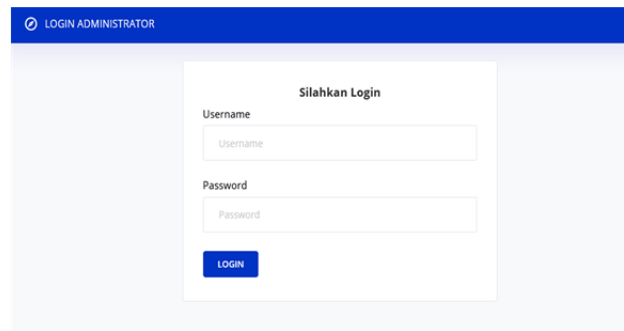 LOGIN ADMINISTRATOR
Silahkan Login
Username
Username
Password
Password
LOGIN